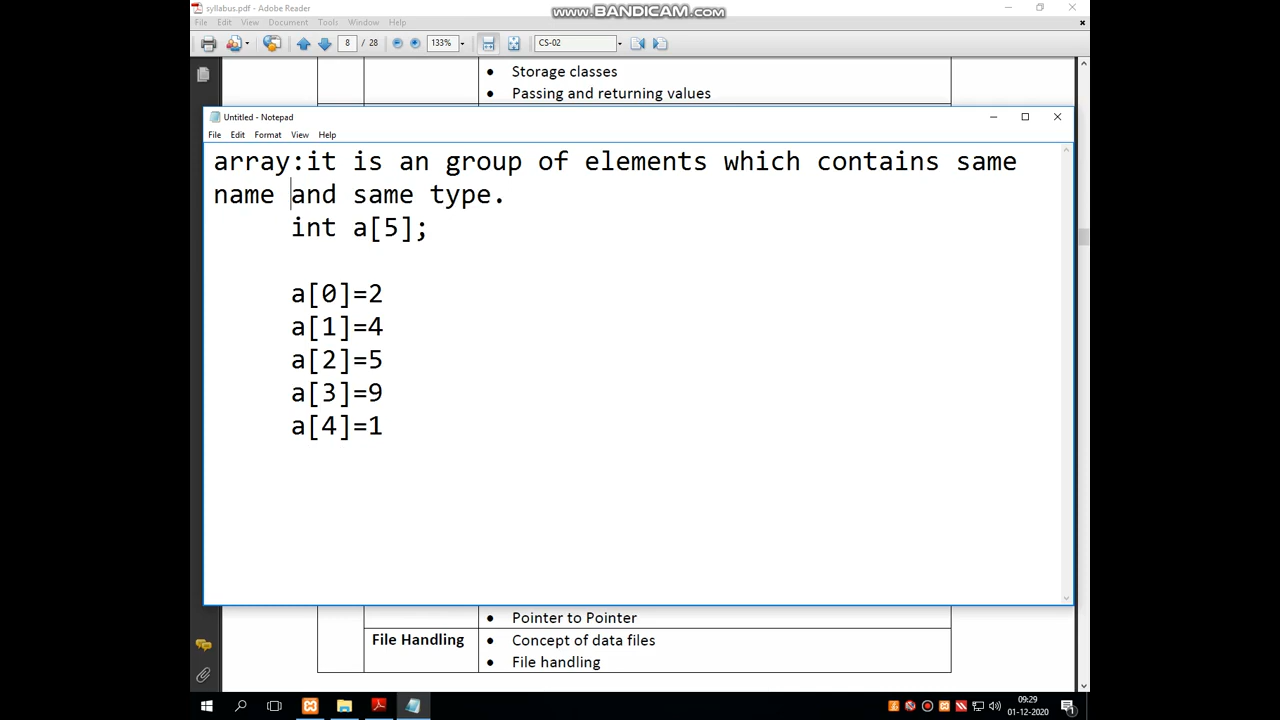 syllabus.pdf - Adobe Reader
www.BANDICAM.com
File Edit View Document Tools Window Help
8 / 28 133% CS-02
Storage classes
Passing and returning values
Untitled - Notepad
File Edit Format View Help
array:it is an group of elements which contains same
name and same type.
int a[5];
a[0]=2
a[1]=4
a[2]=5
a[3]=9
a[4]=1
Pointer to Pointer
File Handling
Concept of data files
File handling
09:29
01-12-2020
1